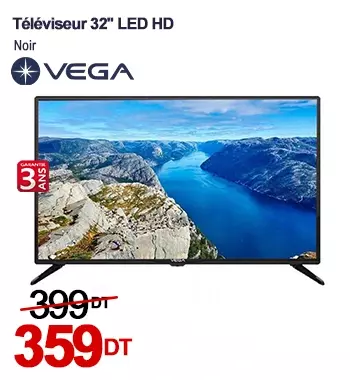 Téléviseur 32" LED HD
Noir
VEGA
GARANTIE
3 ANS
399DT
359DT